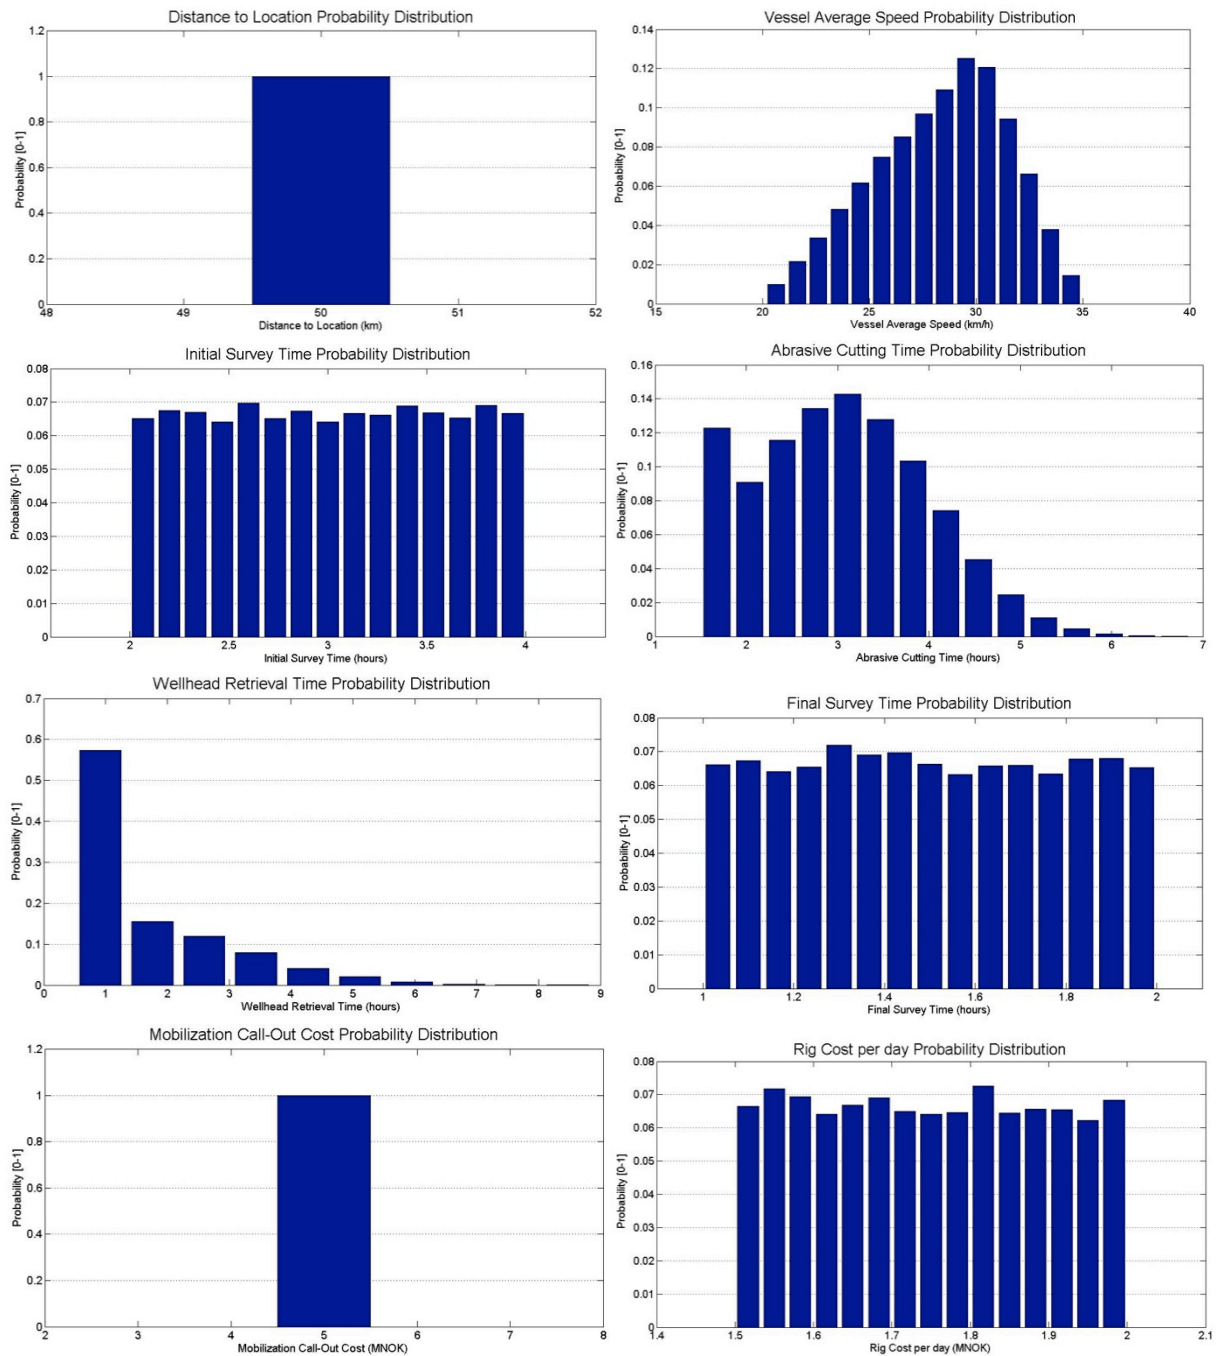 Distance to Location Probability Distribution
1.2
1
0.8
0.6
0.4
0.2
0
Probability [0-1]
48 49 50 51 52
Distance to Location (km)
Vessel Average Speed Probability Distribution
0.14
0.12
0.1
0.08
0.06
0.04
0.02
0
Probability [0-1]
15 20 25 30 35 40
Vessel Average Speed (km/h)
Initial Survey Time Probability Distribution
0.08
0.07
0.06
0.05
0.04
0.03
0.02
0.01
0
Probability [0-1]
2 2.5 3 3.5 4
Initial Survey Time (hours)
Abrasive Cutting Time Probability Distribution
0.16
0.14
0.12
0.1
0.08
0.06
0.04
0.02
0
Probability [0-1]
1 2 3 4 5 6 7
Abrasive Cutting Time (hours)
Wellhead Retrieval Time Probability Distribution
0.7
0.6
0.5
0.4
0.3
0.2
0.1
0
Probability [0-1]
0 1 2 3 4 5 6 7 8 9
Wellhead Retrieval Time (hours)
Final Survey Time Probability Distribution
0.08
0.07
0.06
0.05
0.04
0.03
0.02
0.01
0
Probability [0-1]
1 1.2 1.4 1.6 1.8 2
Final Survey Time (hours)
Mobilization Call-Out Cost Probability Distribution
1.2
1
0.8
0.6
0.4
0.2
0
Probability [0-1]
2 3 4 5 6 7 8
Mobilization Call-Out Cost (MNOK)
Rig Cost per day Probability Distribution
0.08
0.07
0.06
0.05
0.04
0.03
0.02
0.01
0
Probability [0-1]
1.4 1.5 1.6 1.7 1.8 1.9 2 2.1
Rig Cost per day (MNOK)